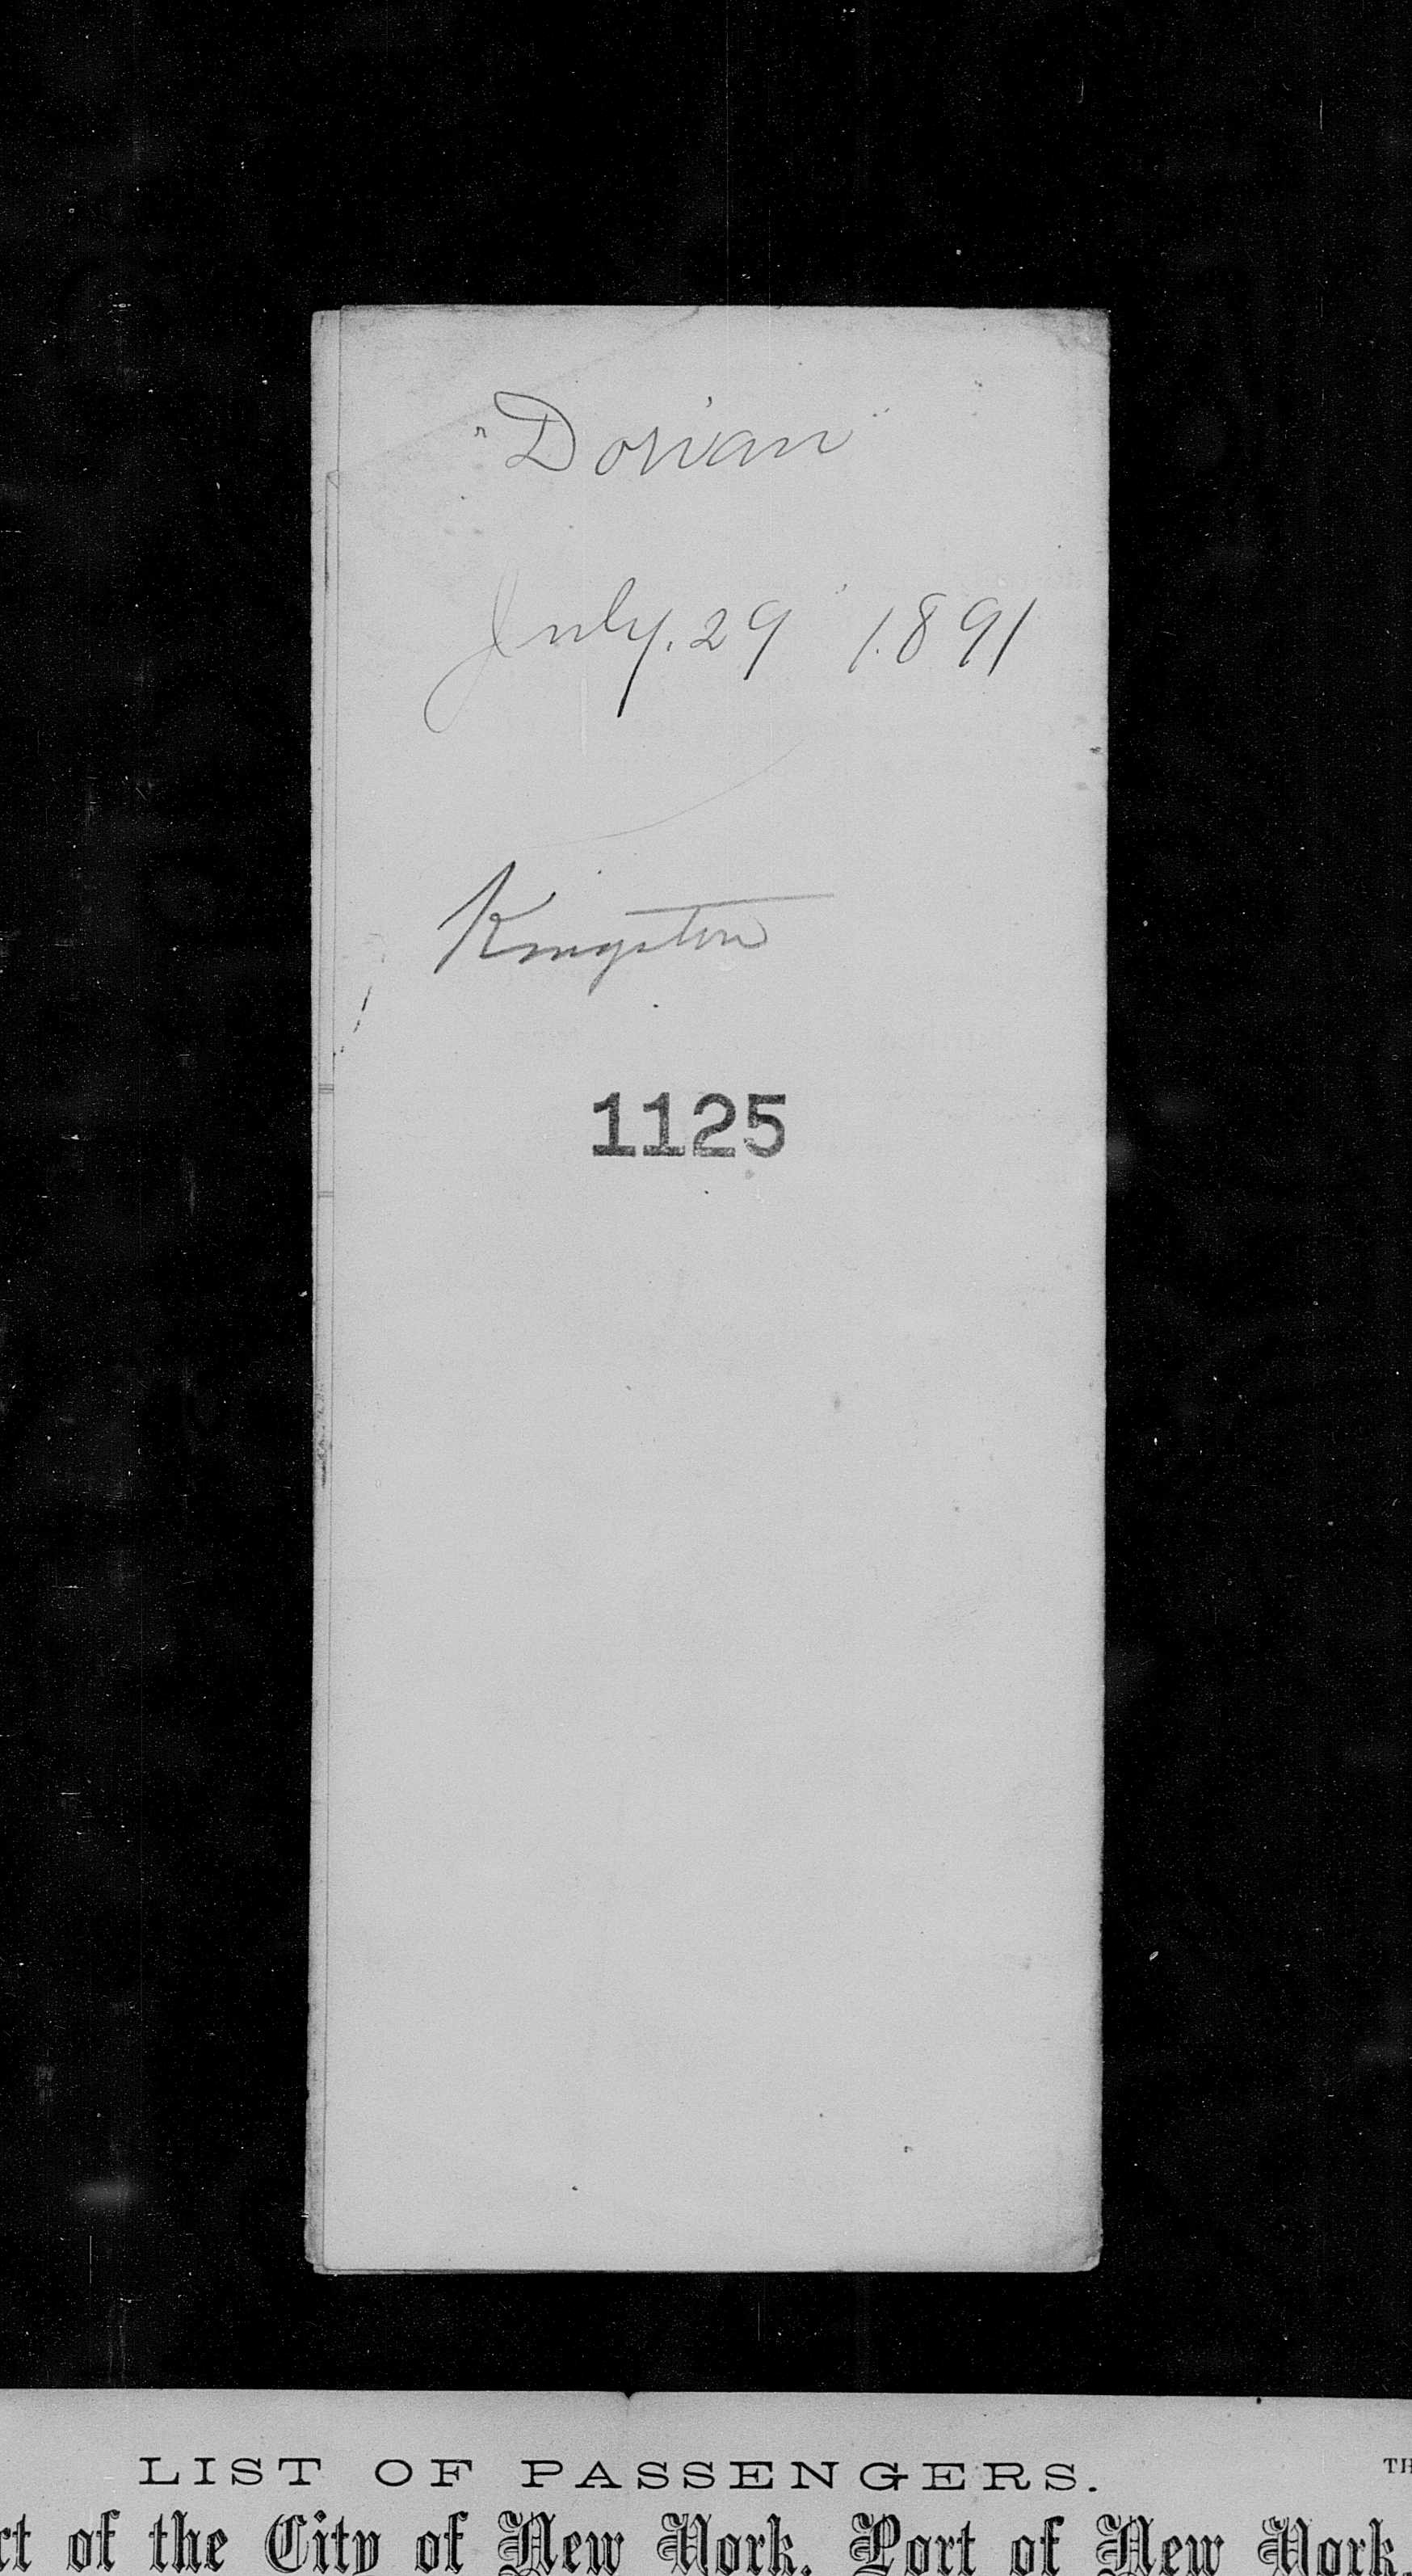 "Dorian"
July. 29 1891
Kingston
1125
LIST OF PASSENGERS.
of the City of New York. Port of New York